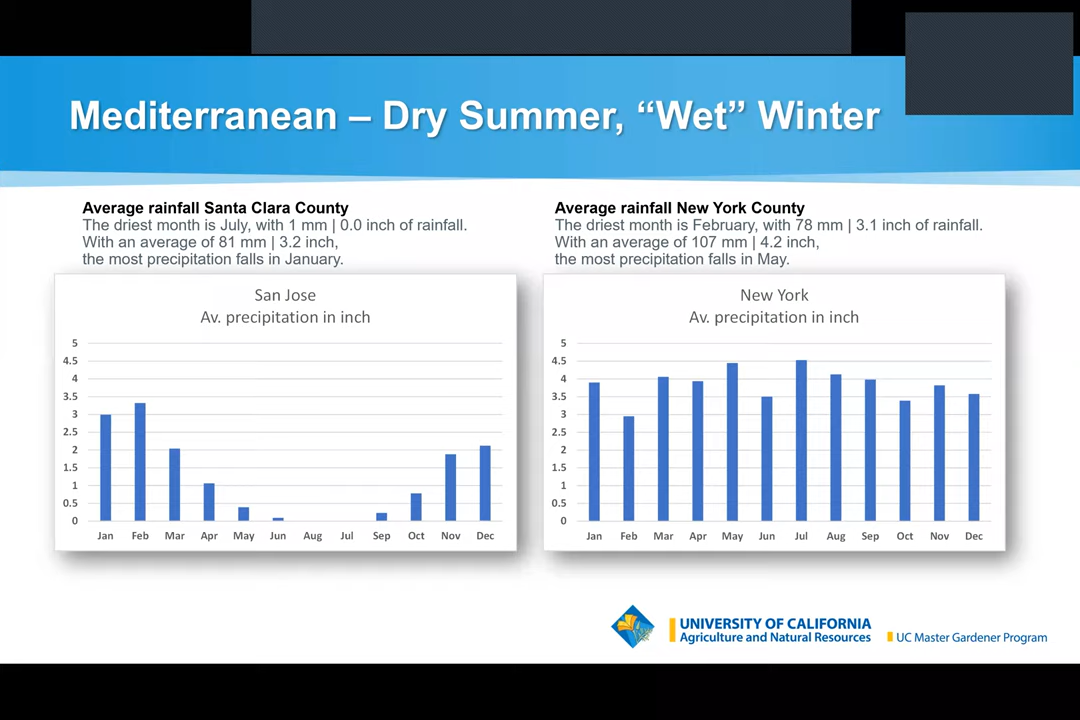 Mediterranean – Dry Summer, “Wet” Winter
Average rainfall Santa Clara County
The driest month is July, with 1 mm | 0.0 inch of rainfall.
With an average of 81 mm | 3.2 inch,
the most precipitation falls in January.
Average rainfall New York County
The driest month is February, with 78 mm | 3.1 inch of rainfall.
With an average of 107 mm | 4.2 inch,
the most precipitation falls in May.
San Jose
Av. precipitation in inch
5
4.5
4
3.5
3
2.5
2
1.5
1
0.5
0
Jan Feb Mar Apr May Jun Aug Jul Sep Oct Nov Dec
New York
Av. precipitation in inch
5
4.5
4
3.5
3
2.5
2
1.5
1
0.5
0
Jan Feb Mar Apr May Jun Jul Aug Sep Oct Nov Dec
UNIVERSITY OF CALIFORNIA
Agriculture and Natural Resources
UC Master Gardener Program